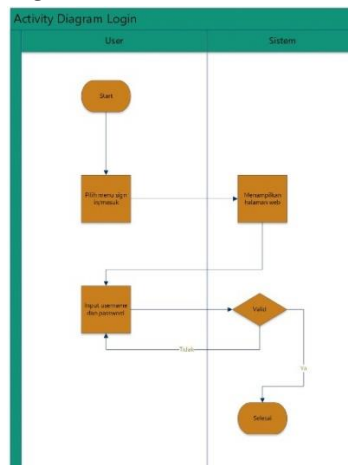 Activity Diagram Login
User
Sistem
Start
Pilih menu sign
in/masuk
Menampilkan
halaman web
Input username
dan password
Valid
Tidak
Ya
Selesai